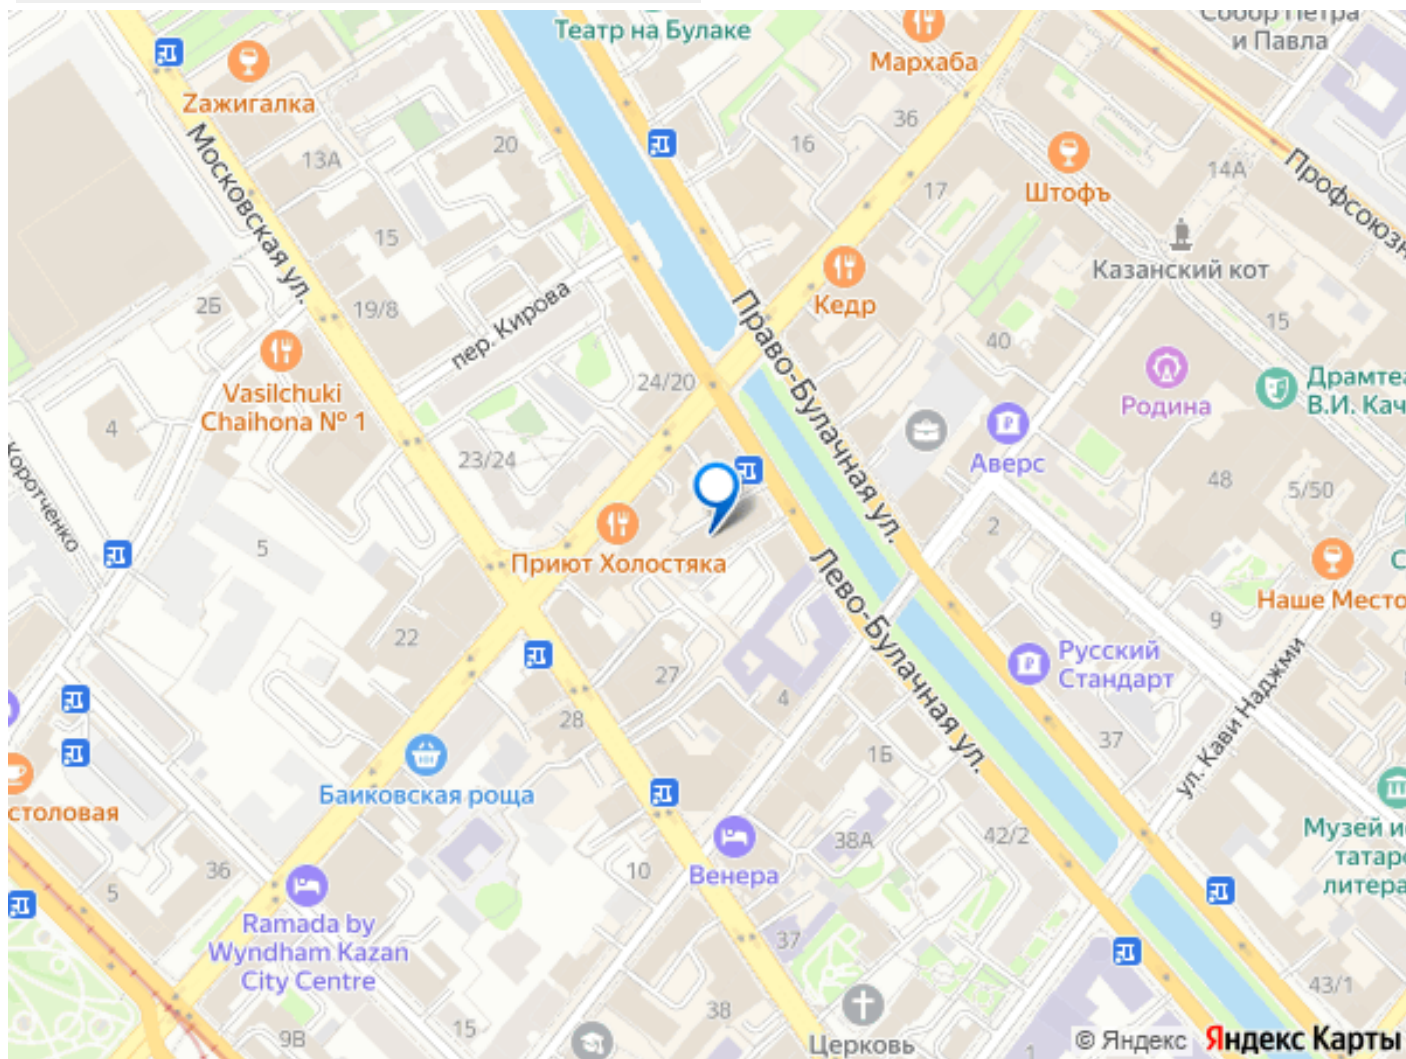 Театр на Булаке
Собор Петра
и Павла
Мархаба
Zажигалка
36
16
20
13А
14А
Штофъ
17
Профсоюзн
Московская ул.
15
Казанский кот
2Б
19/8
Кедр
15
пер. Кирова
Право-Булачная ул.
40
Vasilchuki
Chaihona № 1
24/20
Родина
Драмтеа
В.И. Кач
4
Коротченко
23/24
Аверс
48
5/50
2
5
Приют Холостяка
Наше Место
С
Лево-Булачная ул.
9
22
27
Русский
Стандарт
ул. Кави Наджми
4
28
37
1Б
Баиковская роща
столовая
42/2
38А
Музей и
татар
литера
36
10
Венера
5
Ramada by
Wyndham Kazan
City Centre
37
43/1
38
15
9В
Церковь
1
© Яндекс Яндекс Карты